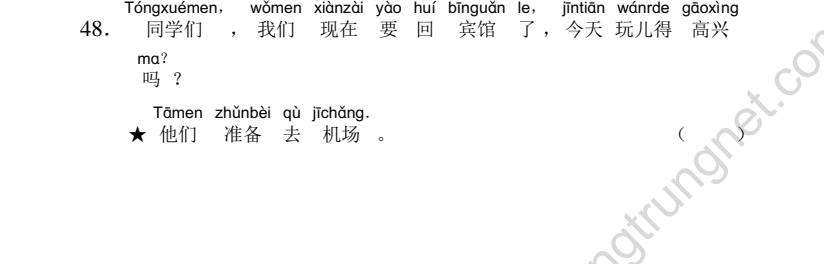 Tóngxuémen， wǒmen xiànzài yào huí bīnguǎn le， jīntiān wánrde gāoxìng
48． 同学们 ，我们 现在 要 回 宾馆 了，今天 玩儿得 高兴
ma？
吗 ？
Tāmen zhǔnbèi qù jīchǎng．
★ 他们 准备 去 机场 。 （ ）
ngtrungnet.com